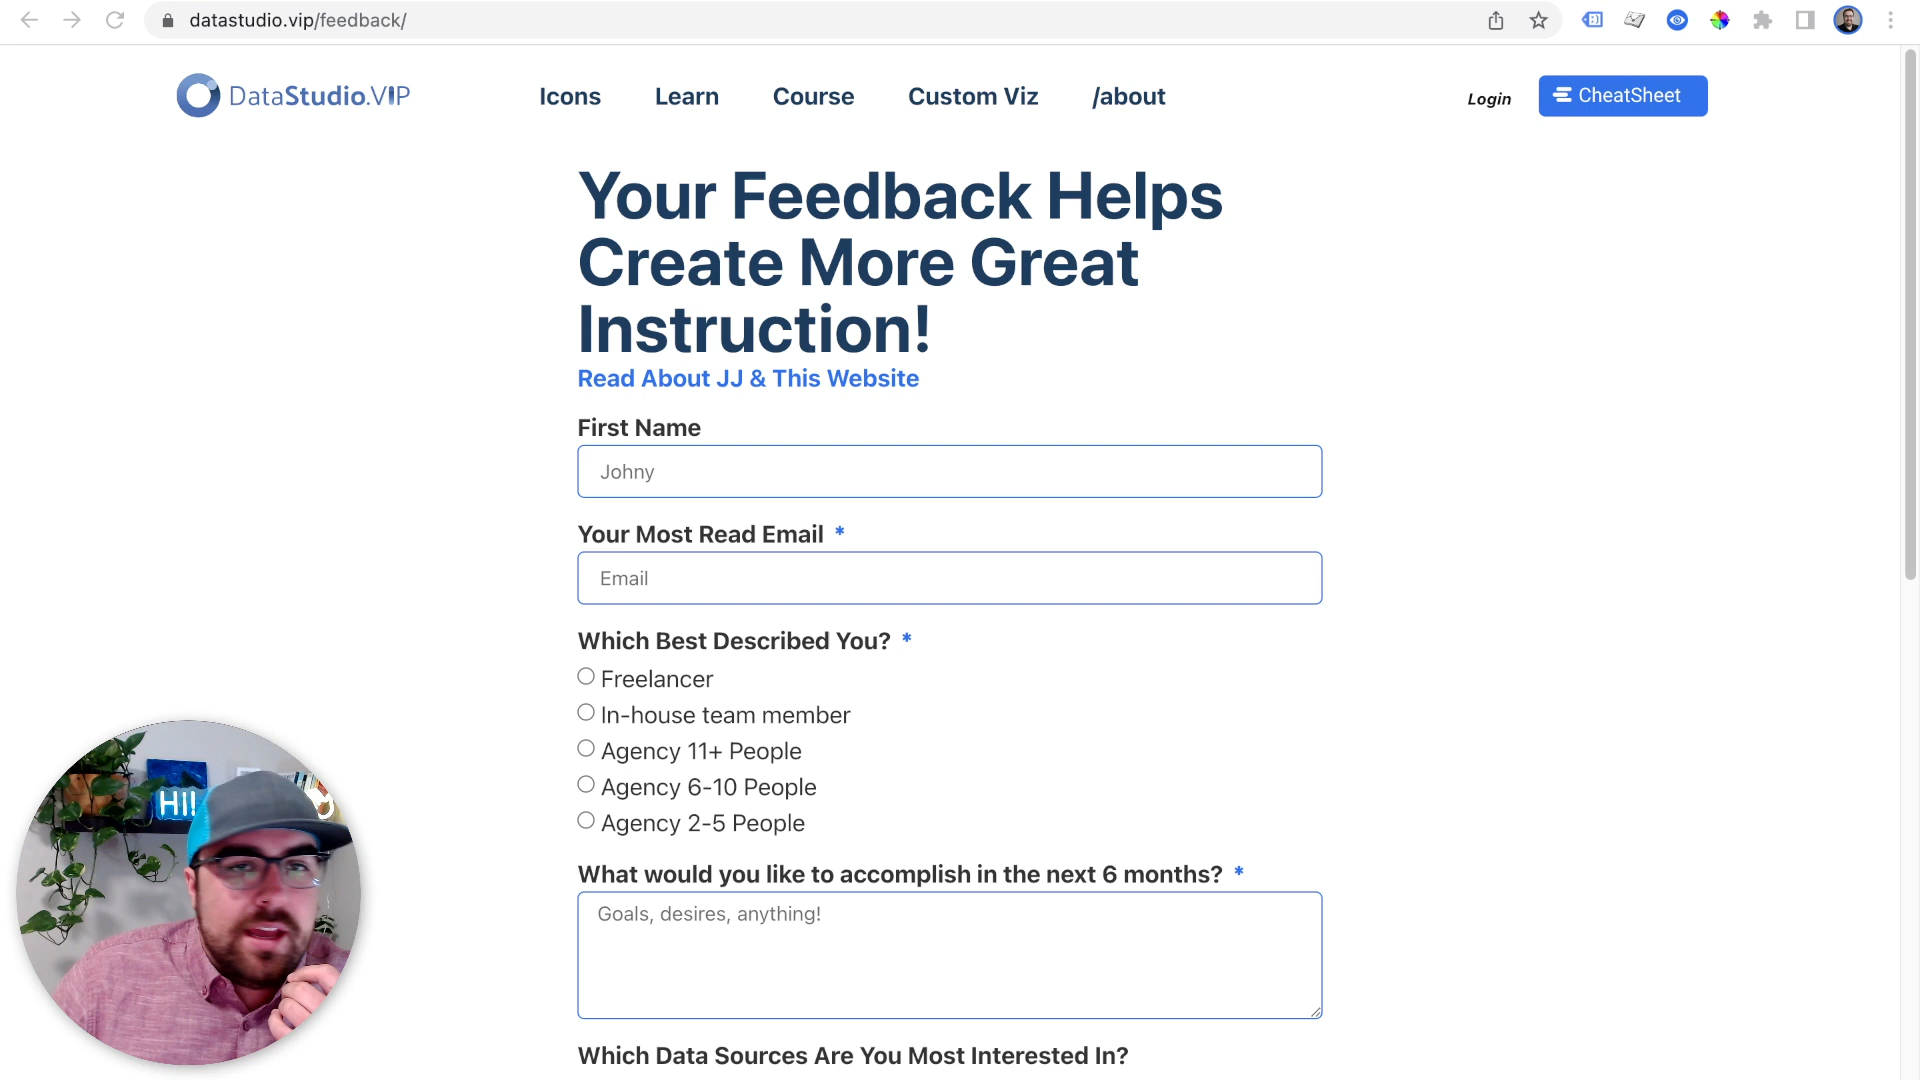 datastudio.vip/feedback/
DataStudio.VIP
Icons
Learn
Course
Custom Viz
/about
Login
CheatSheet
Your Feedback Helps
Create More Great
Instruction!
Read About JJ & This Website
First Name
Johny
Your Most Read Email *
Email
Which Best Described You? *
Freelancer
In-house team member
Agency 11+ People
Agency 6-10 People
Agency 2-5 People
HI!
What would you like to accomplish in the next 6 months? *
Goals, desires, anything!
Which Data Sources Are You Most Interested In?